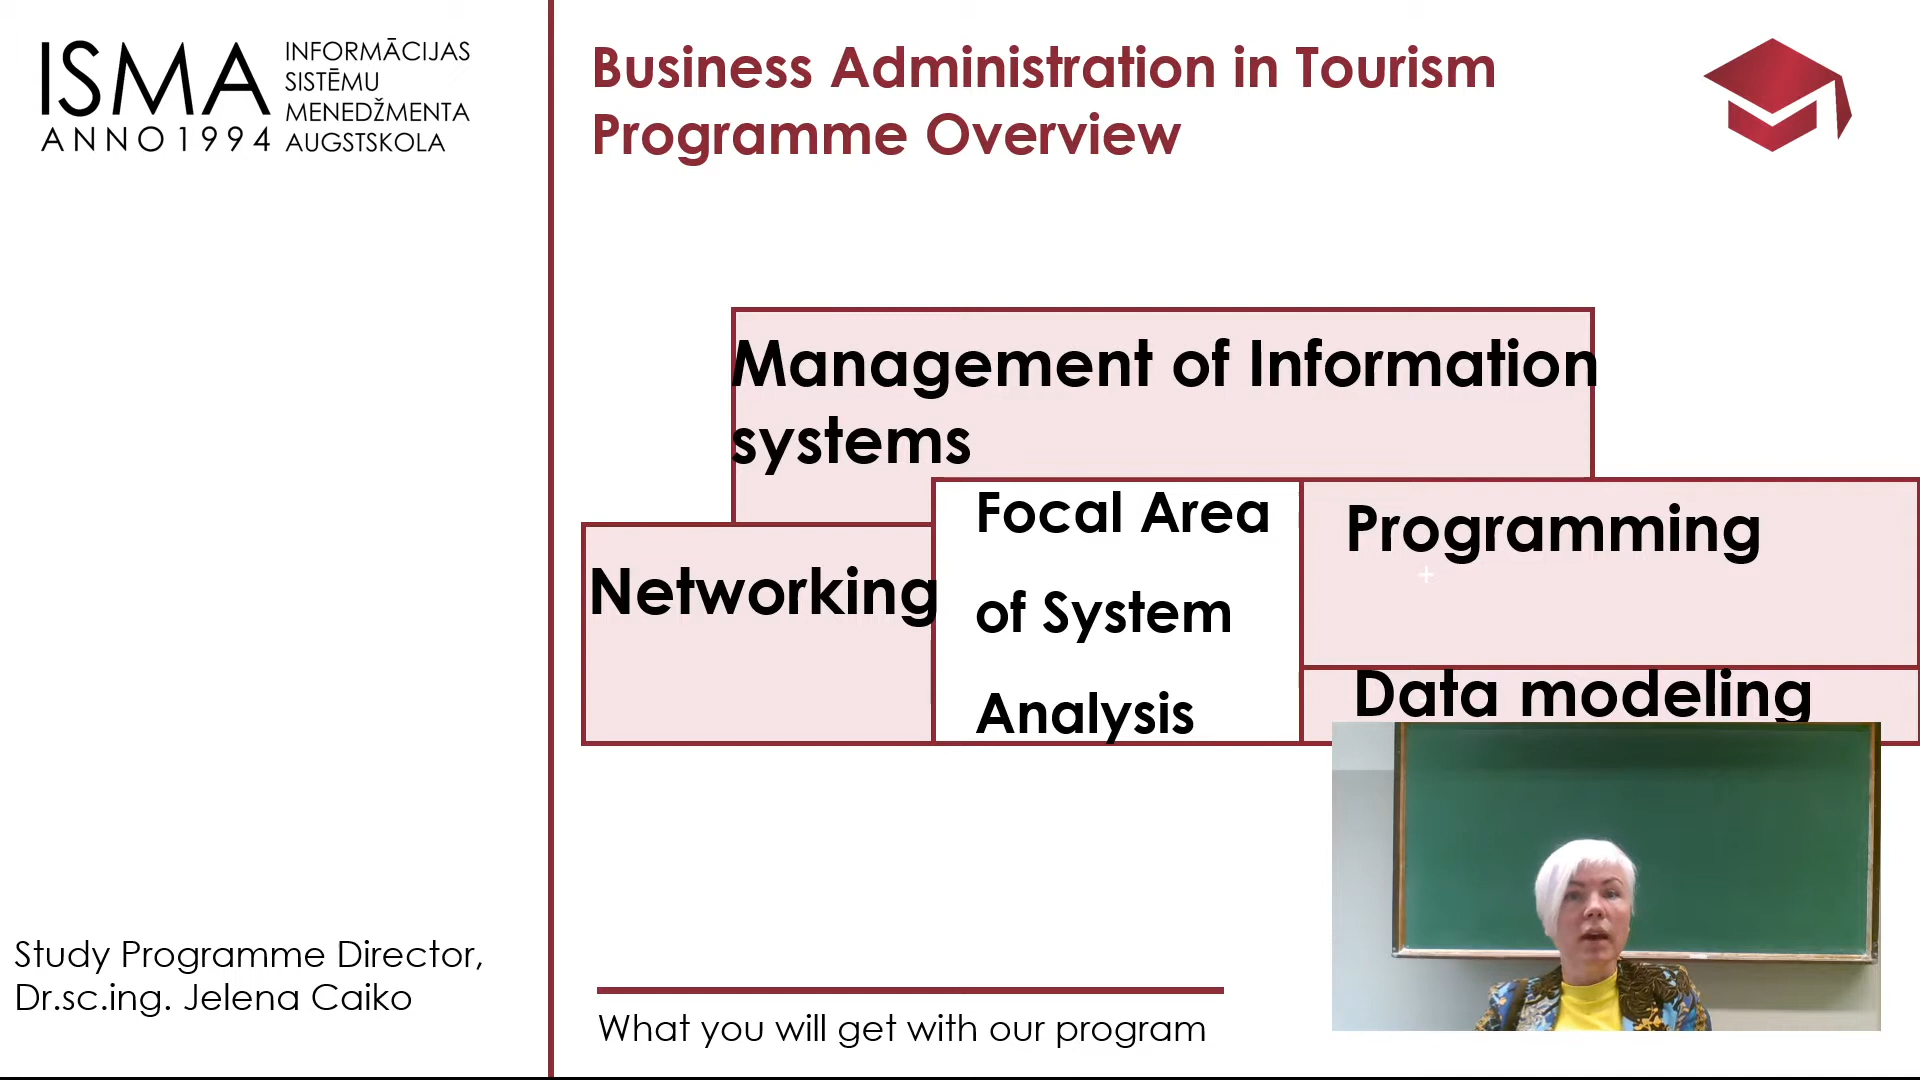 ISMA
ANNO 1994
INFORMĀCIJAS
SISTĒMU
MENEDŽMENTA
AUGSTSKOLA
Business Administration in Tourism
Programme Overview
Management of Information
systems
Networking
Focal Area
of System
Analysis
Programming
Data modeling
Study Programme Director,
Dr.sc.ing. Jelena Caiko
What you will get with our program